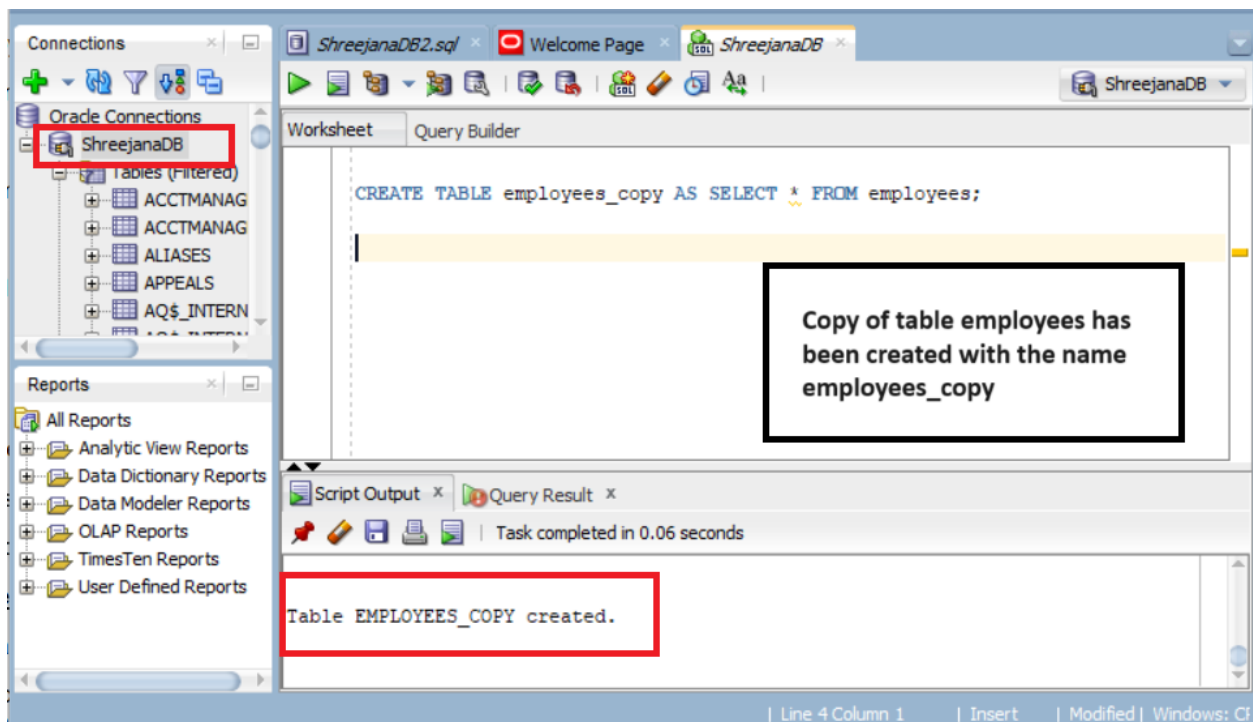 Connections
ShreejanaDB2.sql
Welcome Page
ShreejanaDB
ShreejanaDB
Oracle Connections
ShreejanaDB
Tables (Filtered)
ACCTMANAG
ACCTMANAG
ALIASES
APPEALS
AQ$_INTERN
Worksheet
Query Builder
CREATE TABLE employees_copy AS SELECT * FROM employees;
Copy of table employees has
been created with the name
employees_copy
Reports
All Reports
Analytic View Reports
Data Dictionary Reports
Data Modeler Reports
OLAP Reports
TimesTen Reports
User Defined Reports
Script Output
Query Result
Task completed in 0.06 seconds
Table EMPLOYEES_COPY created.
| Line 4 Column 1 | Insert | Modified | Windows: